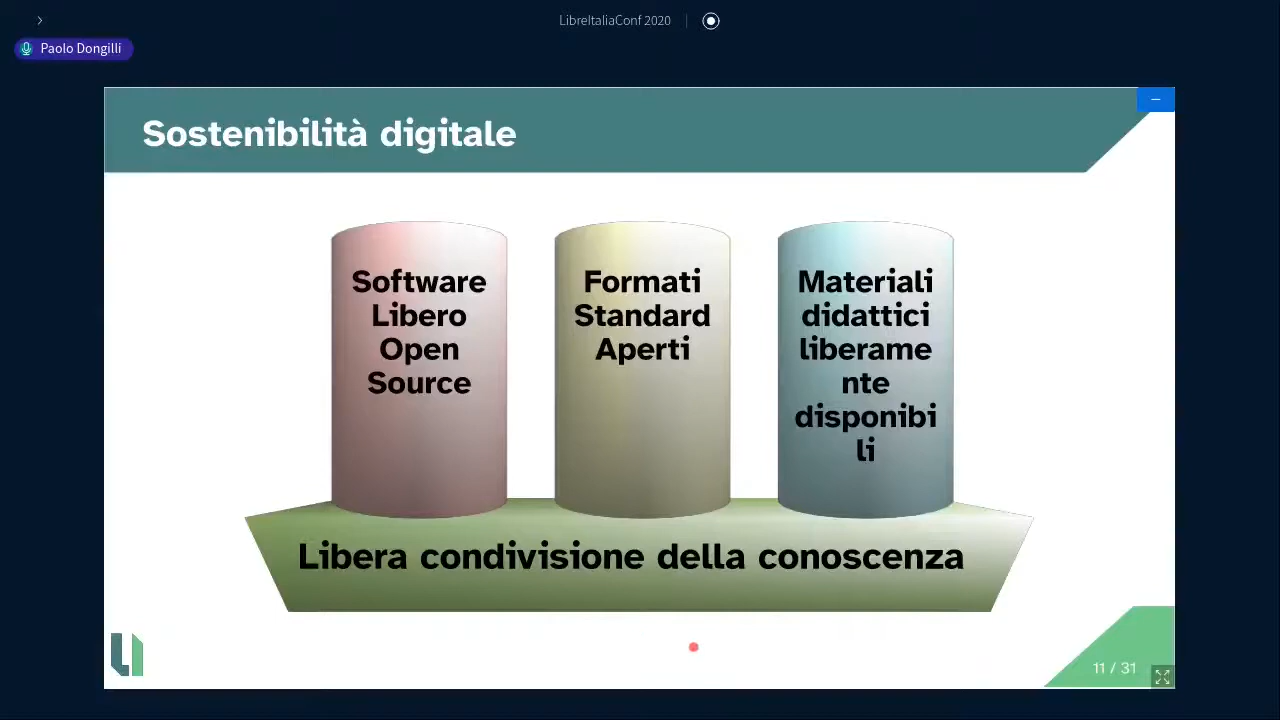 LibreItaliaConf 2020
Paolo Dongilli
Sostenibilità digitale
Software
Libero
Open
Source
Formati
Standard
Aperti
Materiali
didattici
liberame
nte
disponibi
li
Libera condivisione della conoscenza
11 / 31